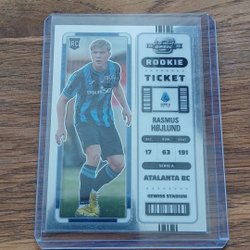 RC
ROOKIE
TICKET
RASMUS
HØJLUND
17 63 191
SERIE A
ATALANTA BC
GEWISS STADIUM